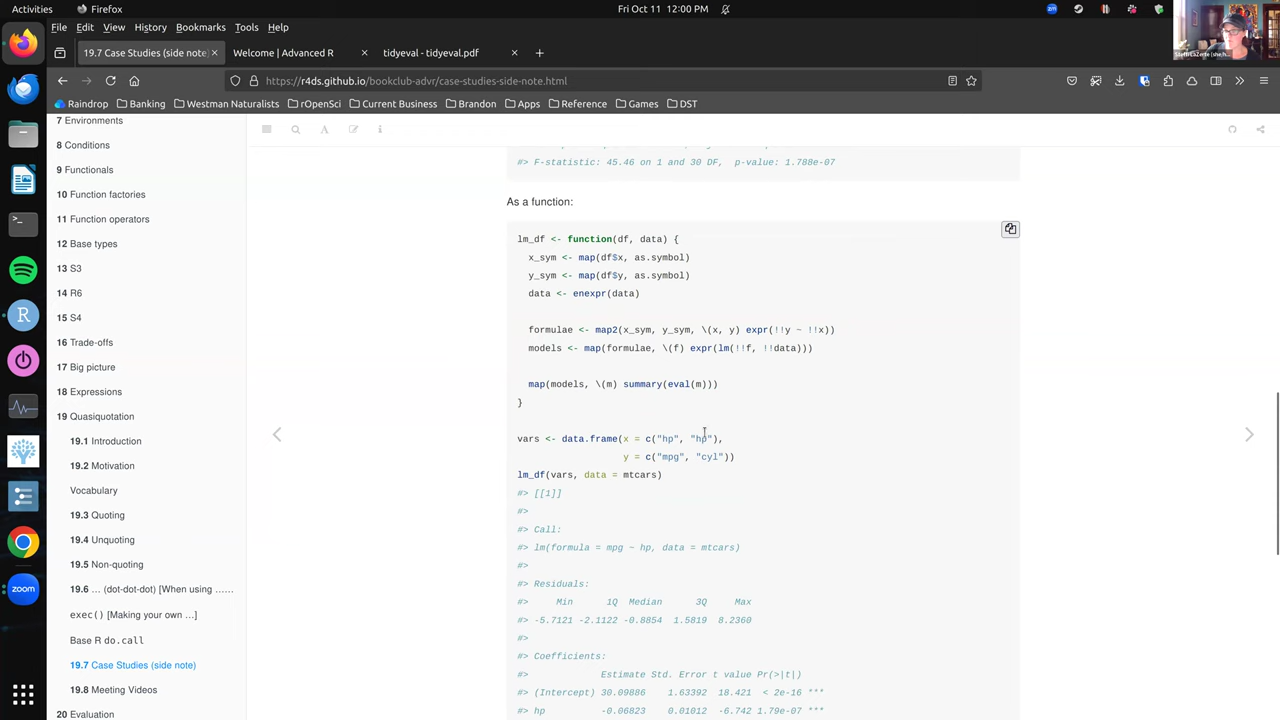 Activities
Firefox
Fri Oct 11 12:00 PM
zm
File Edit View History Bookmarks Tools Help
19.7 Case Studies (side note)
Welcome | Advanced R
tidyeval - tidyeval.pdf
https://r4ds.github.io/bookclub-advr/case-studies-side-note.html
Raindrop Banking Westman Naturalists rOpenSci Current Business Brandon Apps Reference Games DST
7 Environments
8 Conditions
9 Functionals
10 Function factories
11 Function operators
12 Base types
13 S3
14 R6
15 S4
16 Trade-offs
17 Big picture
18 Expressions
19 Quasiquotation
19.1 Introduction
19.2 Motivation
Vocabulary
19.3 Quoting
19.4 Unquoting
19.5 Non-quoting
19.6 … (dot-dot-dot) [When using ……
exec() [Making your own …]
Base R do.call
19.7 Case Studies (side note)
19.8 Meeting Videos
20 Evaluation
#> F-statistic: 45.46 on 1 and 30 DF,  p-value: 1.788e-07
As a function:
lm_df <- function(df, data) {
x_sym <- map(df$x, as.symbol)
y_sym <- map(df$y, as.symbol)
data <- enexpr(data)
formulae <- map2(x_sym, y_sym, \(x, y) expr(!!y ~ !!x))
models <- map(formulae, \(f) expr(lm(!!f, !!data)))
map(models, \(m) summary(eval(m)))
}
vars <- data.frame(x = c("hp", "hp"),
y = c("mpg", "cyl"))
lm_df(vars, data = mtcars)
#> [[1]]
#>
#> Call:
#> lm(formula = mpg ~ hp, data = mtcars)
#>
#> Residuals:
#>     Min      1Q  Median      3Q     Max
#> -5.7121 -2.1122 -0.8854  1.5819  8.2360
#>
#> Coefficients:
#>             Estimate Std. Error t value Pr(>|t|)
#> (Intercept) 30.09886    1.63392  18.421  < 2e-16 ***
#> hp          -0.06823    0.01012  -6.742 1.79e-07 ***
R
zoom